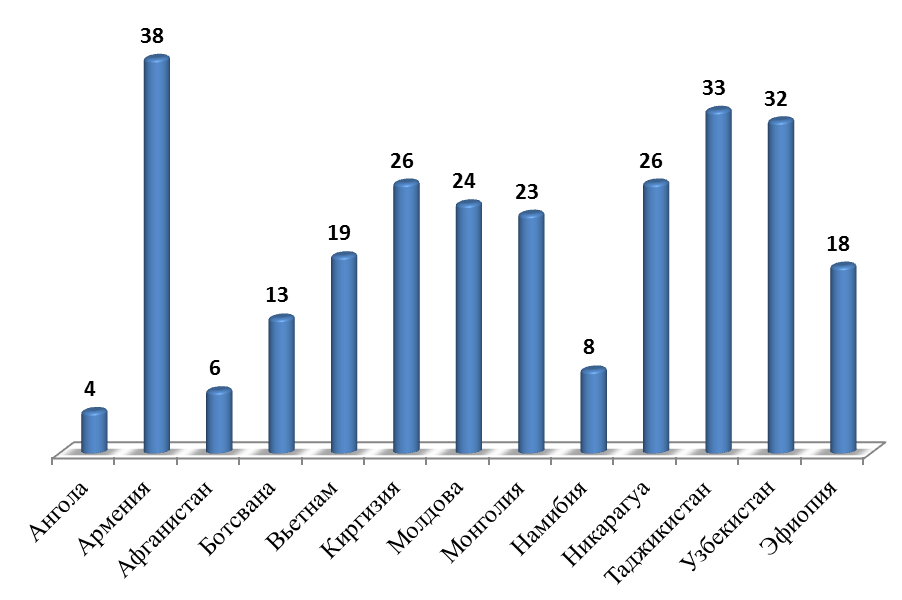 4
38
6
13
19
26
24
23
8
26
33
32
18
Ангола
Армения
Афганистан
Ботсвана
Вьетнам
Киргизия
Молдова
Монголия
Намибия
Никарагуа
Таджикистан
Узбекистан
Эфиопия